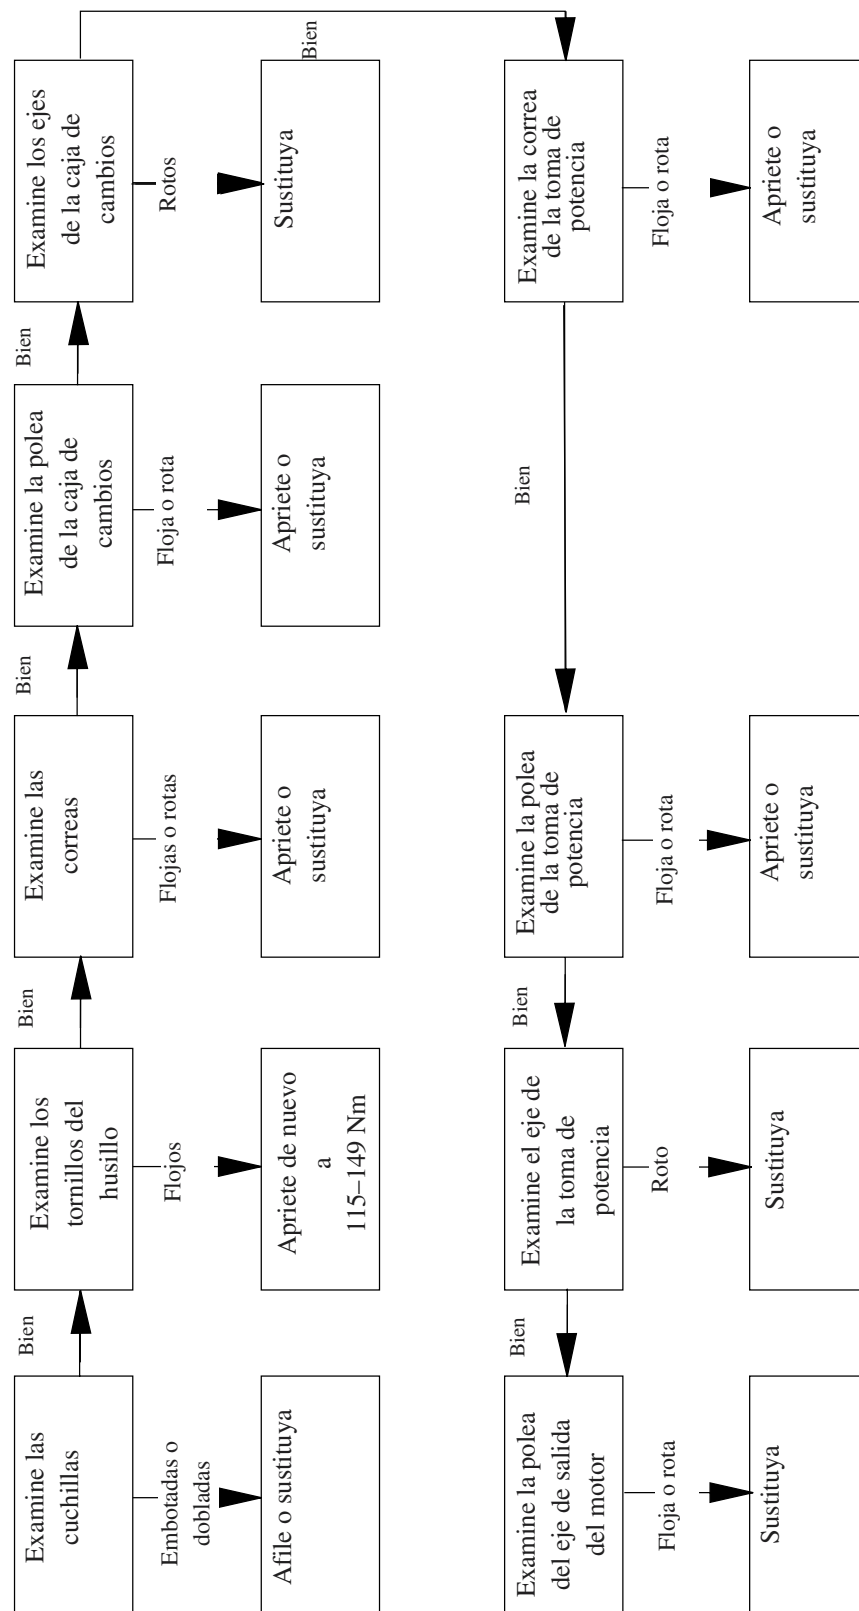 Examine las
cuchillas
Bien
Embotadas o
dobladas
Afile o sustituya
Examine los
tornillos del
husillo
Bien
Flojos
Apriete de nuevo
a
115–149 Nm
Examine las
correas
Bien
Flojas o rotas
Apriete o
sustituya
Examine la polea
de la caja de
cambios
Bien
Floja o rota
Apriete o
sustituya
Examine los ejes
de la caja de
cambios
Bien
Rotos
Sustituya
Examine la correa
de la toma de
potencia
Bien
Floja o rota
Apriete o
sustituya
Examine la polea
de la toma de
potencia
Bien
Floja o rota
Apriete o
sustituya
Examine el eje de
la toma de
potencia
Bien
Roto
Sustituya
Examine la polea
del eje de salida
del motor
Floja o rota
Sustituya